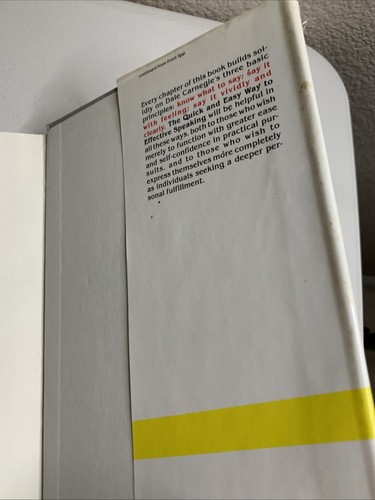 (continued from front flap)
Every chapter of this book builds sol-
idly on Dale Carnegie's three basic
principles: know what to say; say it
with feeling; say it vividly and
clearly. The Quick and Easy Way to
Effective Speaking will be helpful in
all these ways, both to those who wish
merely to function with greater ease
and self-confidence in practical pur-
suits, and to those who wish to
express themselves more completely
as individuals seeking a deeper per-
sonal fulfillment.